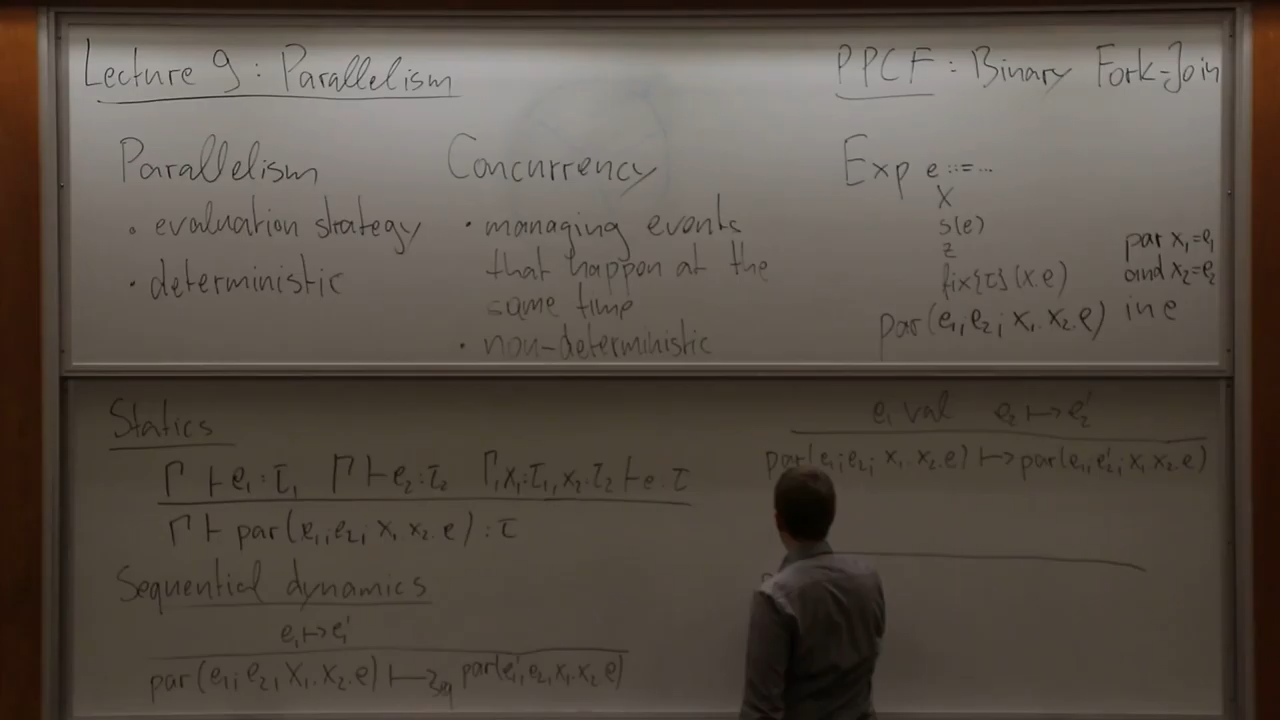 Lecture 9: Parallelism
Parallelism
• evaluation strategy
• deterministic
Concurrency
• managing events
that happen at the
same time
• non-deterministic
PPCF: Binary Fork-Join
Exp e ::= ...
x
s(e)
z
fix{τ}(x.e)
par(e₁; e₂; x₁.x₂.e)
par x₁=e₁
and x₂=e₂
in e
Statics
Γ ⊢ e₁:τ₁ Γ ⊢ e₂:τ₂ Γ, x₁:τ₁, x₂:τ₂ ⊢ e:τ
Γ ⊢ par(e₁; e₂; x₁.x₂.e) : τ
Sequential dynamics
e₁ ↦ e₁'
par(e₁; e₂; x₁.x₂.e) ↦seq par(e₁'; e₂; x₁.x₂.e)
e₁ val e₂ ↦ e₂'
par(e₁; e₂; x₁.x₂.e) ↦ par(e₁; e₂'; x₁.x₂.e)